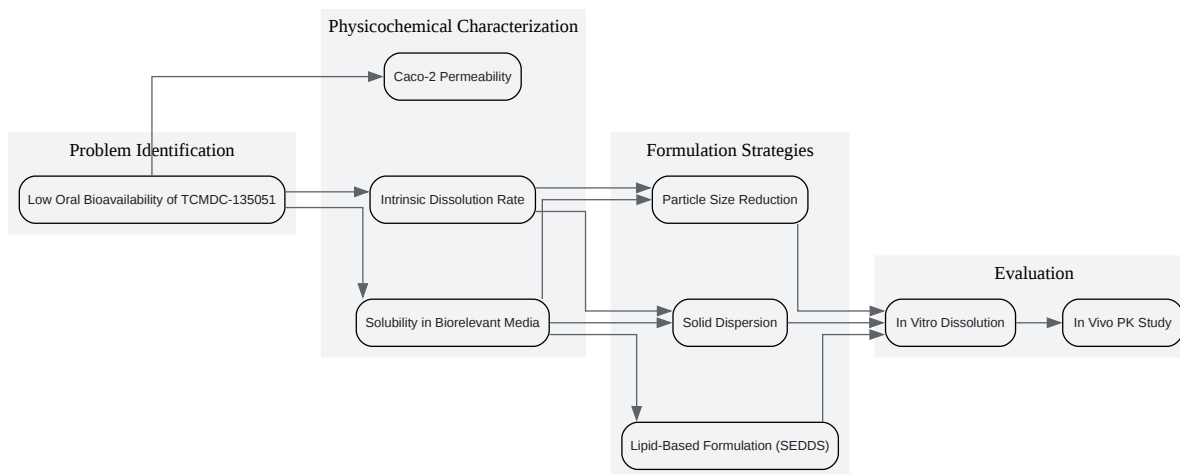 Physicochemical Characterization
Caco-2 Permeability
Problem Identification
Low Oral Bioavailability of TCMDC-135051
Intrinsic Dissolution Rate
Solubility in Biorelevant Media
Formulation Strategies
Particle Size Reduction
Solid Dispersion
Lipid-Based Formulation (SEDDS)
Evaluation
In Vitro Dissolution
In Vivo PK Study